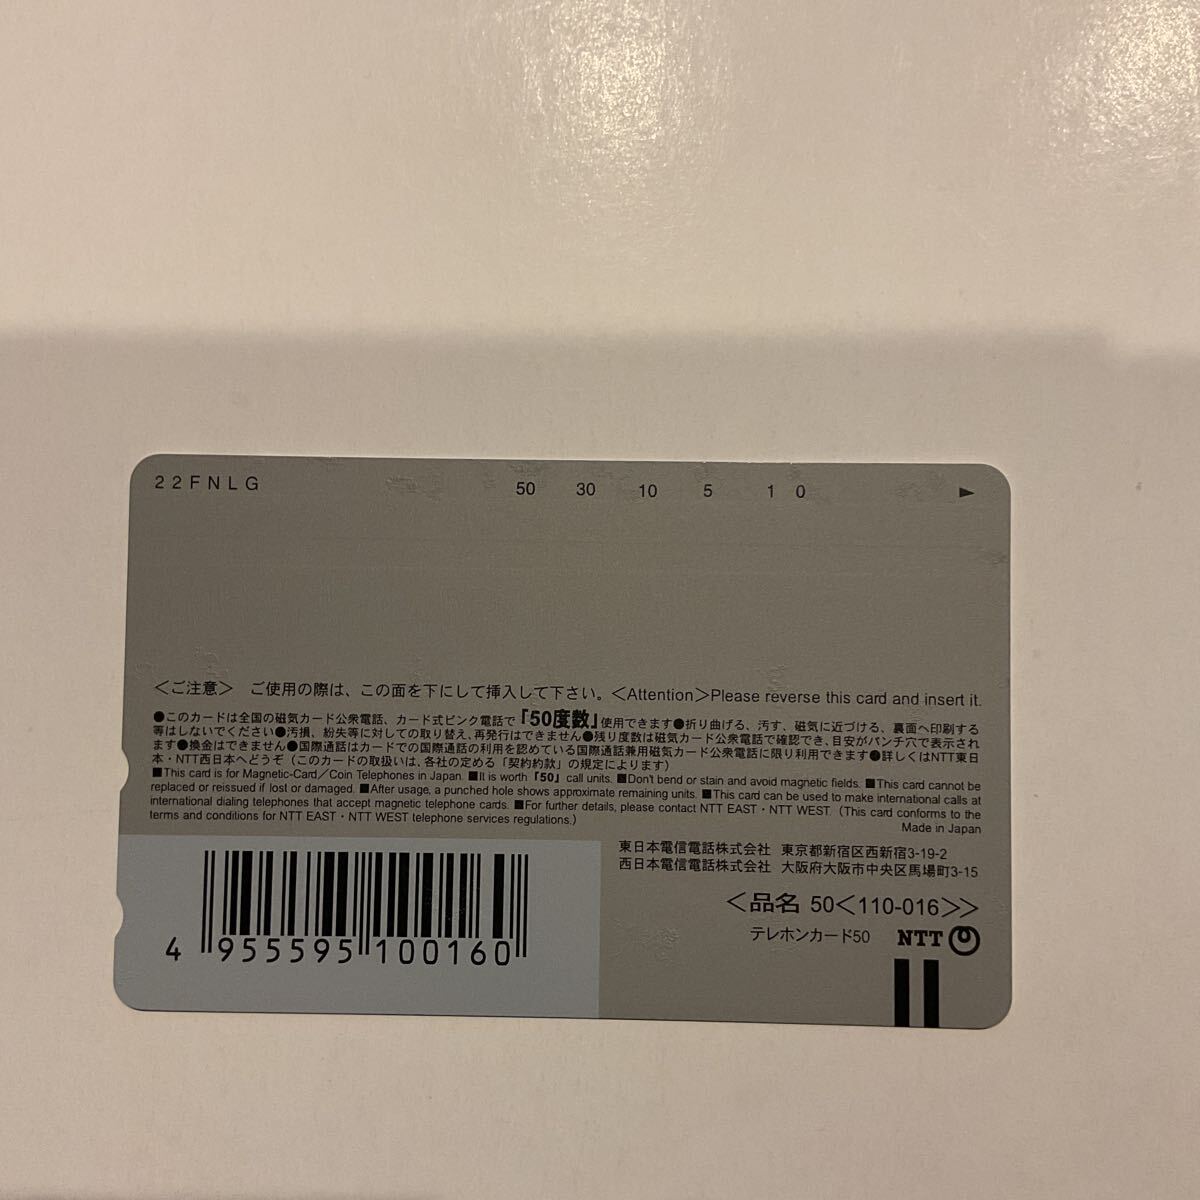 22FNLG
50 30 10 5 1 0 ►
＜ご注意＞ ご使用の際は、この面を下にして挿入して下さい。＜Attention＞Please reverse this card and insert it.
●このカードは全国の磁気カード公衆電話、カード式ピンク電話で「50度数」使用できます●折り曲げる、汚す、磁気に近づける、裏面へ印刷する
等はしないでください●汚損、紛失等に対しての取り替え、再発行はできません●残り度数は磁気カード公衆電話で確認でき、目安がパンチ穴で表示され
ます●換金はできません●国際通話はカードでの国際通話の利用を認めている国際通話兼用磁気カード公衆電話に限り利用できます●詳しくはNTT東日
本・NTT西日本へどうぞ（このカードの取扱いは、各社の定める「契約約款」の規定によります）
■This card is for Magnetic-Card／Coin Telephones in Japan. ■It is worth「50」call units. ■Don't bend or stain and avoid magnetic fields. ■This card cannot be
replaced or reissued if lost or damaged. ■After usage, a punched hole shows approximate remaining units. ■This card can be used to make international calls at
international dialing telephones that accept magnetic telephone cards. ■For further details, please contact NTT EAST・NTT WEST. (This card conforms to the
terms and conditions for NTT EAST・NTT WEST telephone services regulations.)
Made in Japan
東日本電信電話株式会社 東京都新宿区西新宿3-19-2
西日本電信電話株式会社 大阪府大阪市中央区馬場町3-15
＜品名 50＜110-016＞＞
テレホンカード50 NTT
4 955595 100160